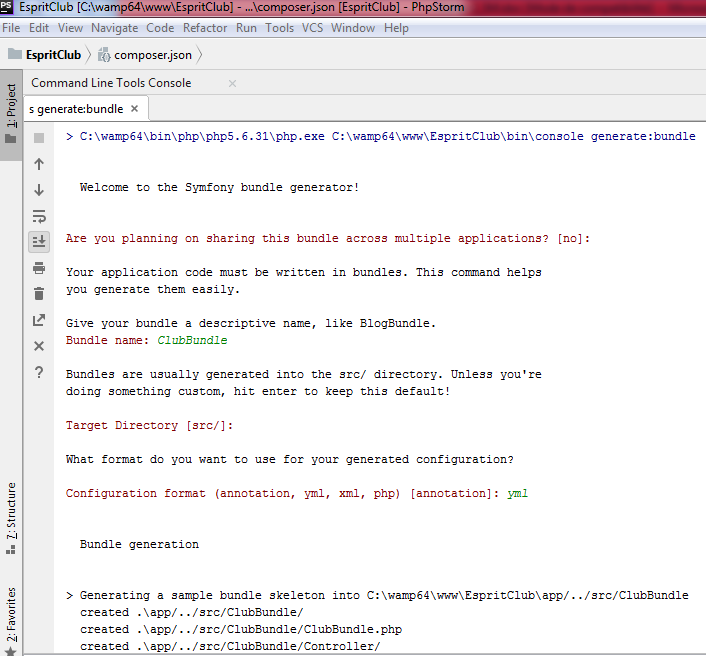 PS EspritClub [C:\wamp64\www\EspritClub] - ...\composer.json [EspritClub] - PhpStorm
File Edit View Navigate Code Refactor Run Tools VCS Window Help
EspritClub composer.json
Command Line Tools Console
s generate:bundle
1: Project
> C:\wamp64\bin\php\php5.6.31\php.exe C:\wamp64\www\EspritClub\bin\console generate:bundle
Welcome to the Symfony bundle generator!
Are you planning on sharing this bundle across multiple applications? [no]:
Your application code must be written in bundles. This command helps
you generate them easily.
Give your bundle a descriptive name, like BlogBundle.
Bundle name: ClubBundle
Bundles are usually generated into the src/ directory. Unless you're
doing something custom, hit enter to keep this default!
Target Directory [src/]:
What format do you want to use for your generated configuration?
Configuration format (annotation, yml, xml, php) [annotation]: yml
7: Structure
Bundle generation
2: Favorites
> Generating a sample bundle skeleton into C:\wamp64\www\EspritClub\app/../src/ClubBundle
created .\app/../src/ClubBundle/
created .\app/../src/ClubBundle/ClubBundle.php
created .\app/../src/ClubBundle/Controller/